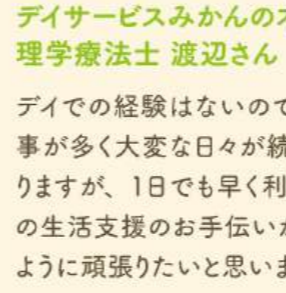 デイサービスみかんの
理学療法士 渡辺さん
デイでの経験はないので
事が多く大変な日々が続
りますが、1日でも早く利
の生活支援のお手伝いが
ように頑張りたいと思いま